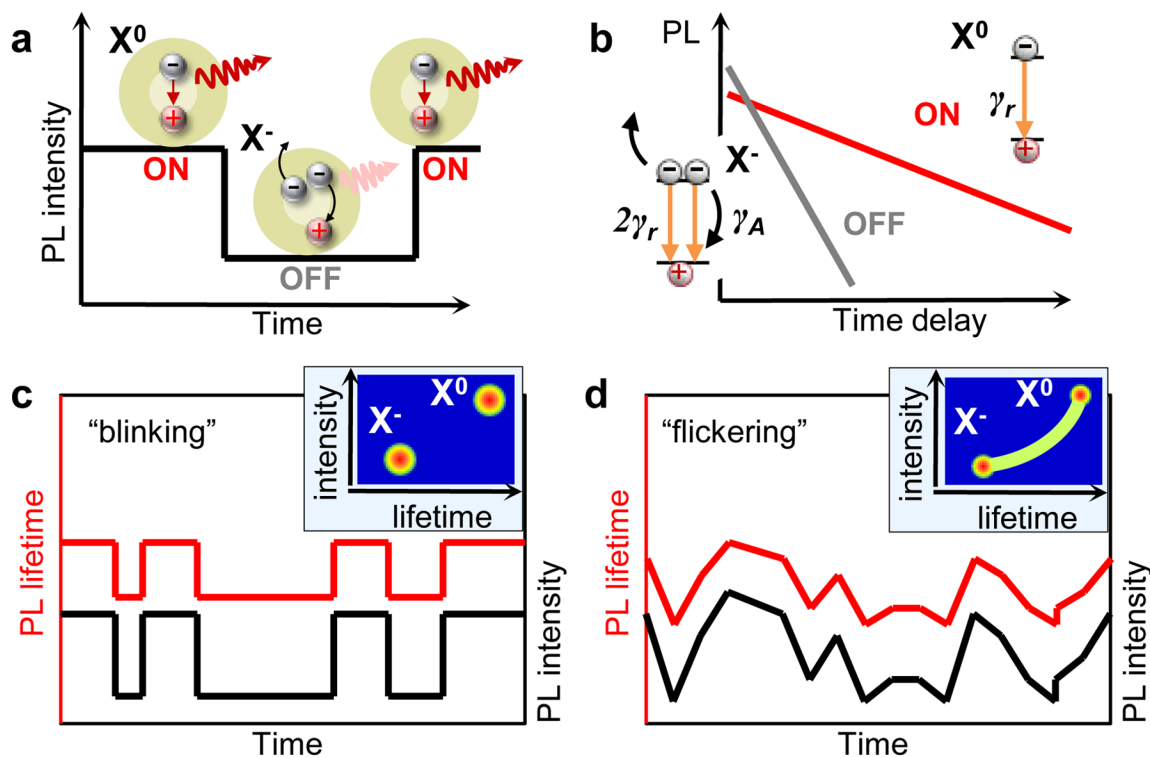 a
X⁰
PL intensity
ON
X⁻
OFF
ON
Time
b
PL
X⁰
ON
γr
X⁻
2γr
γA
OFF
Time delay
c
"blinking"
intensity
X⁰
X⁻
lifetime
PL lifetime
PL intensity
Time
d
"flickering"
intensity
X⁰
X⁻
lifetime
PL lifetime
PL intensity
Time